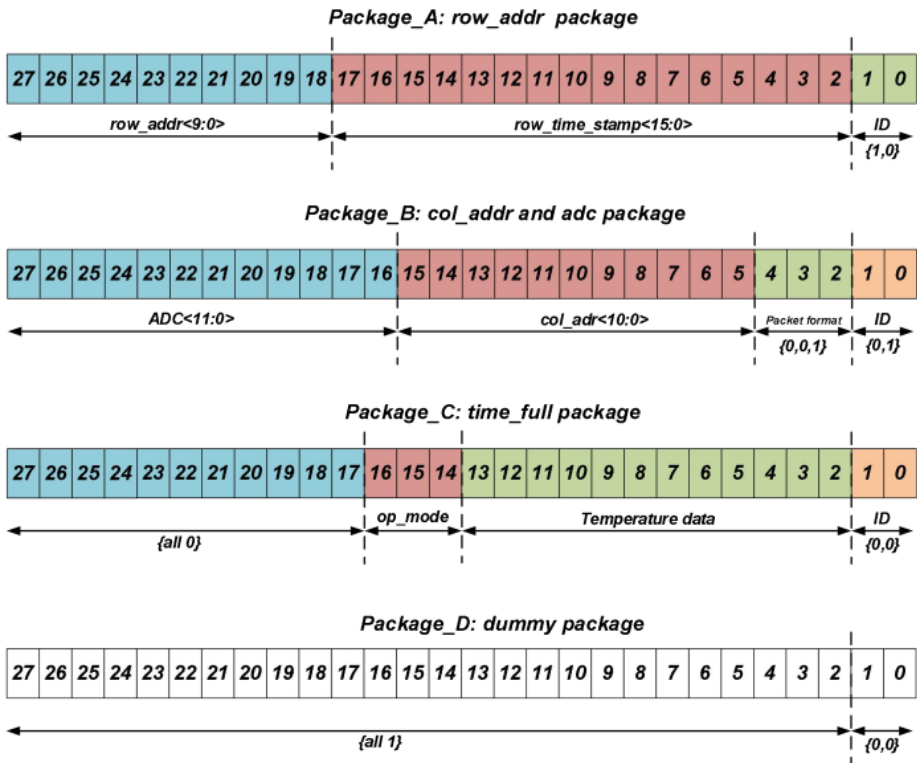 Package_A: row_addr package
27 26 25 24 23 22 21 20 19 18 17 16 15 14 13 12 11 10 9 8 7 6 5 4 3 2 1 0
row_addr<9:0> row_time_stamp<15:0> ID
{1,0}
Package_B: col_addr and adc package
27 26 25 24 23 22 21 20 19 18 17 16 15 14 13 12 11 10 9 8 7 6 5 4 3 2 1 0
ADC<11:0> col_adr<10:0> Packet format ID
{0,0,1} {0,1}
Package_C: time_full package
27 26 25 24 23 22 21 20 19 18 17 16 15 14 13 12 11 10 9 8 7 6 5 4 3 2 1 0
op_mode Temperature data ID
{all 0} {0,0}
Package_D: dummy package
27 26 25 24 23 22 21 20 19 18 17 16 15 14 13 12 11 10 9 8 7 6 5 4 3 2 1 0
{all 1} {0,0}